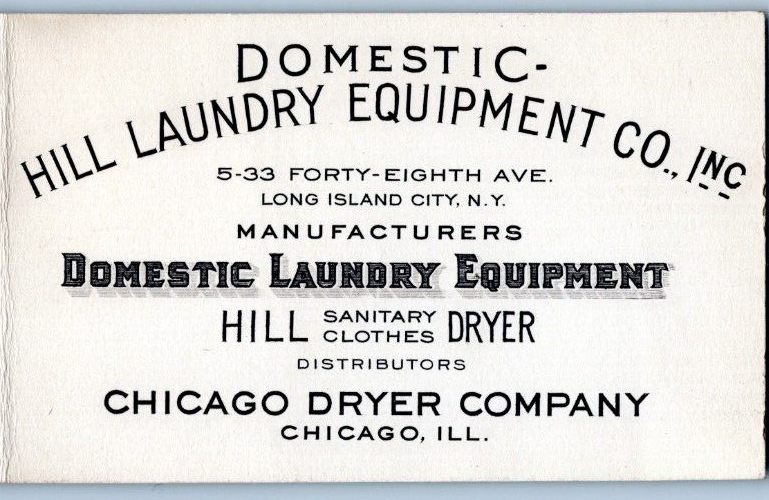 DOMESTIC-
HILL LAUNDRY EQUIPMENT CO., INC
5-33 FORTY-EIGHTH AVE.
LONG ISLAND CITY, N.Y.
MANUFACTURERS
DOMESTIC LAUNDRY EQUIPMENT
HILL SANITARY CLOTHES DRYER
DISTRIBUTORS
CHICAGO DRYER COMPANY
CHICAGO, ILL.